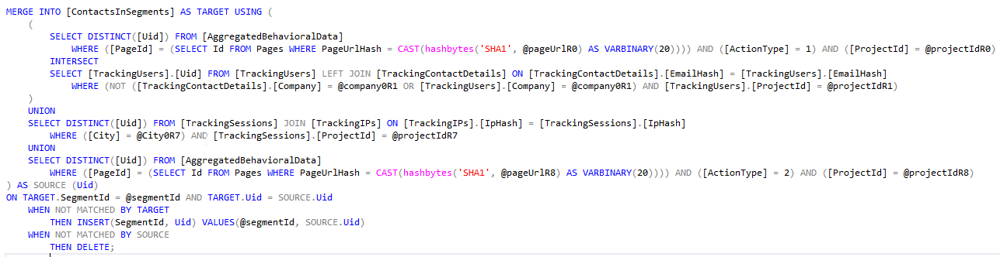 MERGE INTO [ContactsInSegments] AS TARGET USING (
(
SELECT DISTINCT([Uid]) FROM [AggregatedBehavioralData]
WHERE ([PageId] = (SELECT Id FROM Pages WHERE PageUrlHash = CAST(hashbytes('SHA1', @pageUrlR0) AS VARBINARY(20)))) AND ([ActionType] = 1) AND ([ProjectId] = @projectIdR0)
INTERSECT
SELECT [TrackingUsers].[Uid] FROM [TrackingUsers] LEFT JOIN [TrackingContactDetails] ON [TrackingContactDetails].[EmailHash] = [TrackingUsers].[EmailHash]
WHERE (NOT ([TrackingContactDetails].[Company] = @company0R1 OR [TrackingUsers].[Company] = @company0R1) AND [TrackingUsers].[ProjectId] = @projectIdR1)
)
UNION
SELECT DISTINCT([Uid]) FROM [TrackingSessions] JOIN [TrackingIPs] ON [TrackingIPs].[IpHash] = [TrackingSessions].[IpHash]
WHERE ([City] = @City0R7) AND [TrackingSessions].[ProjectId] = @projectIdR7
UNION
SELECT DISTINCT([Uid]) FROM [AggregatedBehavioralData]
WHERE ([PageId] = (SELECT Id FROM Pages WHERE PageUrlHash = CAST(hashbytes('SHA1', @pageUrlR8) AS VARBINARY(20)))) AND ([ActionType] = 2) AND ([ProjectId] = @projectIdR8)
) AS SOURCE (Uid)
ON TARGET.SegmentId = @segmentId AND TARGET.Uid = SOURCE.Uid
WHEN NOT MATCHED BY TARGET
THEN INSERT(SegmentId, Uid) VALUES(@segmentId, SOURCE.Uid)
WHEN NOT MATCHED BY SOURCE
THEN DELETE;